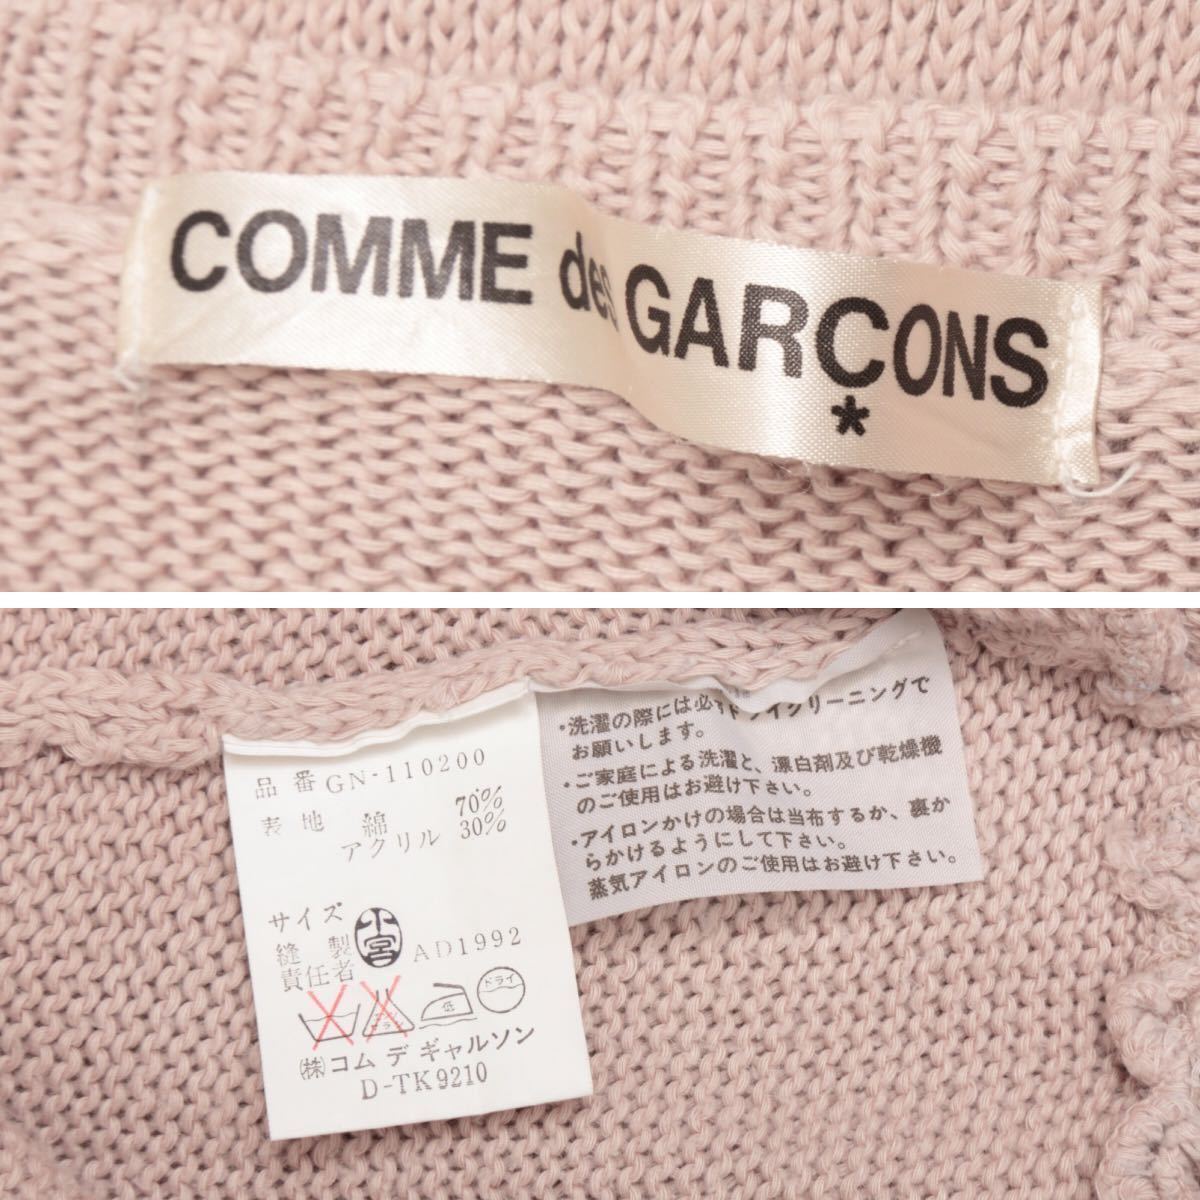 COMME des GARCONS
*
品番 GN-110200
表地 綿 70%
アクリル 30%
サイズ
縫製
責任者 小宮 AD1992
低 ドライ
(株)コム デ ギャルソン
D-TK9210
・洗濯の際には必ずドライクリーニングで
お願いします。
・ご家庭による洗濯と、漂白剤及び乾燥機
のご使用はお避け下さい。
・アイロンかけの場合は当布するか、裏か
らかけるようにして下さい。
蒸気アイロンのご使用はお避け下さい。